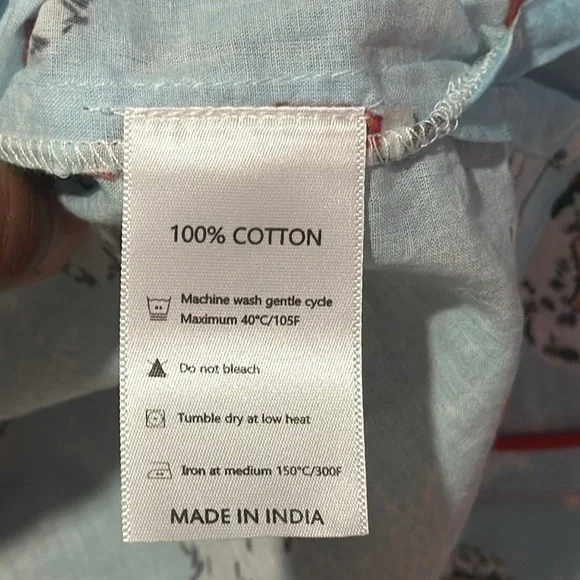 100% COTTON
Machine wash gentle cycle
Maximum 40°C/105F
Do not bleach
Tumble dry at low heat
Iron at medium 150°C/300F
MADE IN INDIA